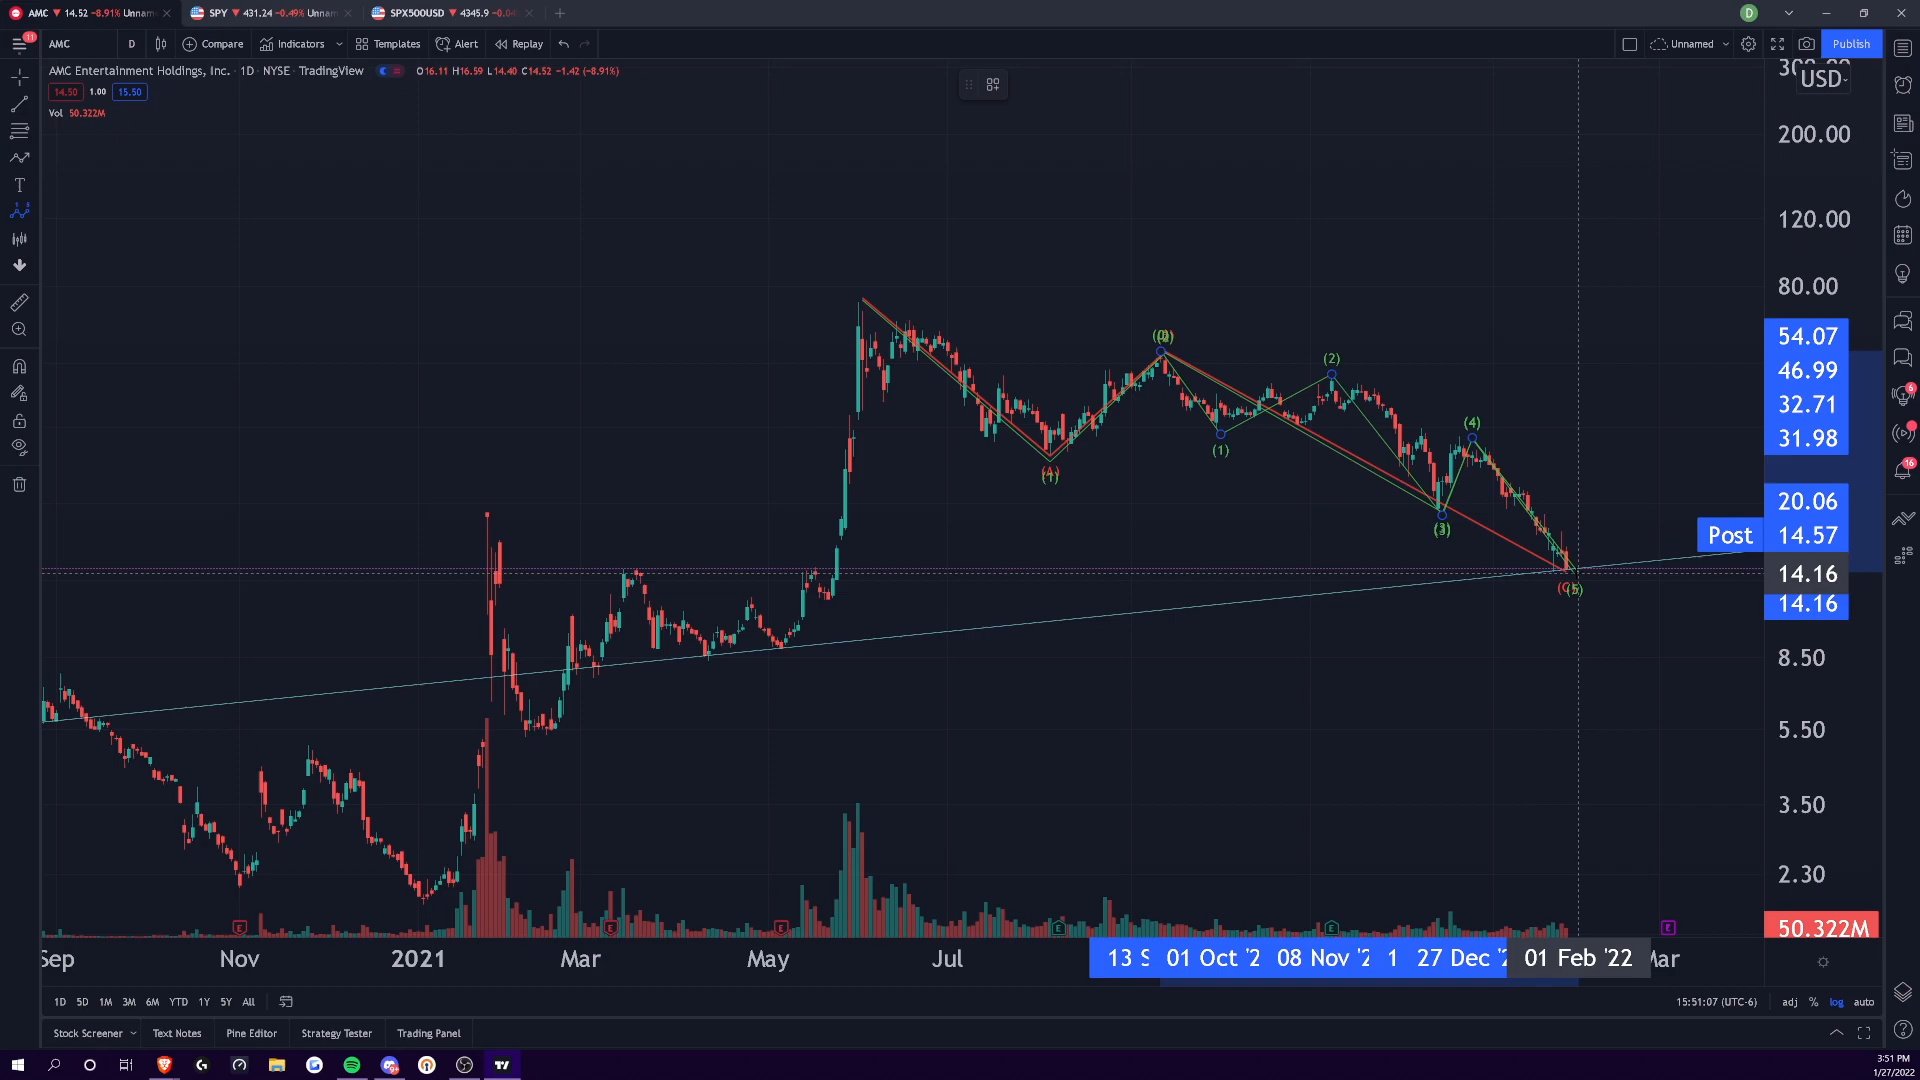 AMC ▼ 14.52 −8.91% Unnam
SPY ▼ 431.24 −0.49% Unnam
SPX500USD ▼ 4345.9
D
11
AMC
D
Compare
Indicators
Templates
Alert
Replay
Unnamed
Publish
AMC Entertainment Holdings, Inc. · 1D · NYSE · TradingView
O16.11 H16.59 L14.40 C14.52 −1.42 (−8.91%)
14.50
1.00
15.50
Vol 50.322M
USD
200.00
120.00
80.00
54.07
46.99
32.71
31.98
20.06
Post 14.57
14.16
14.16
8.50
5.50
3.50
2.30
50.322M
(2)
(4)
(1)
(3)
6
16
Sep
Nov
2021
Mar
May
Jul
13 S
01 Oct '2
08 Nov '2
1
27 Dec '2
01 Feb '22
Mar
1D
5D
1M
3M
6M
YTD
1Y
5Y
All
15:51:07 (UTC-6)
adj
%
log
auto
Stock Screener
Text Notes
Pine Editor
Strategy Tester
Trading Panel
3:51 PM
1/27/2022